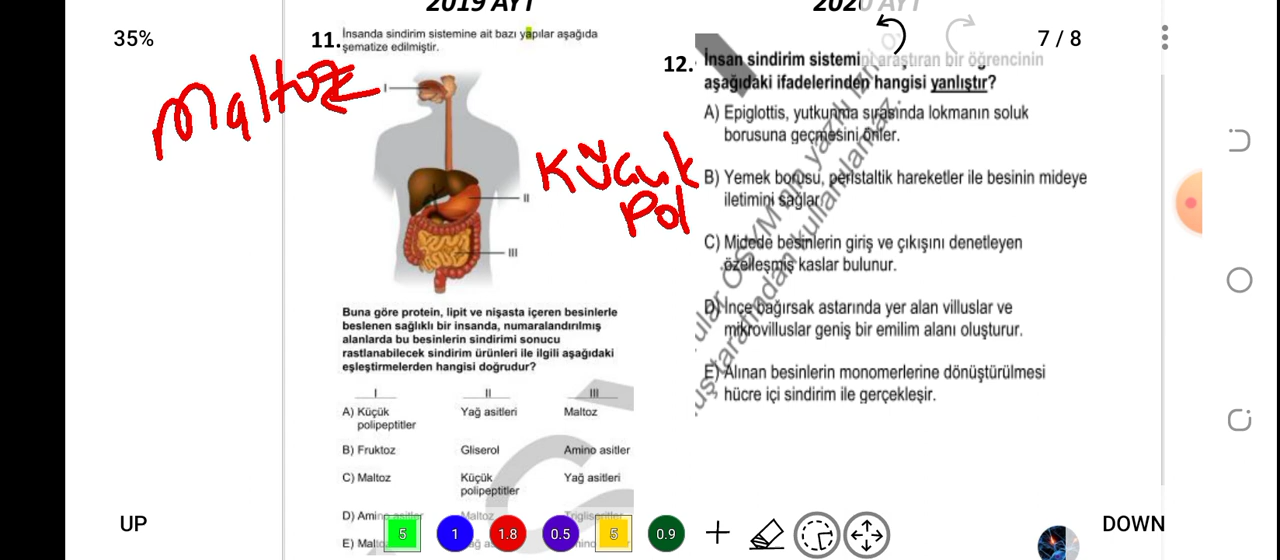 2019 AYT
2020 AYT
35%
7 / 8
11. İnsanda sindirim sistemine ait bazı yapılar aşağıda
şematize edilmiştir.
Maltoz
I
II
III
Küçük
Pol
Buna göre protein, lipit ve nişasta içeren besinlerle
beslenen sağlıklı bir insanda, numaralandırılmış
alanlarda bu besinlerin sindirimi sonucu
rastlanabilecek sindirim ürünleri ile ilgili aşağıdaki
eşleştirmelerden hangisi doğrudur?
I II III
A) Küçük Yağ asitleri Maltoz
polipeptitler
B) Fruktoz Gliserol Amino asitler
C) Maltoz Küçük Yağ asitleri
polipeptitler
D) Amino asitler Maltoz Trigliseritler
E)
12. İnsan sindirim sistemini araştıran bir öğrencinin
aşağıdaki ifadelerinden hangisi yanlıştır?
A) Epiglottis, yutkunma sırasında lokmanın soluk
borusuna geçmesini önler.
B) Yemek borusu, peristaltik hareketler ile besinin mideye
iletimini sağlar.
C) Midede besinlerin giriş ve çıkışını denetleyen
özelleşmiş kaslar bulunur.
D) İnce bağırsak astarında yer alan villuslar ve
mikrovilluslar geniş bir emilim alanı oluşturur.
E) Alınan besinlerin monomerlerine dönüştürülmesi
hücre içi sindirim ile gerçekleşir.
UP
5 1 1.8 0.5 5 0.9
DOWN